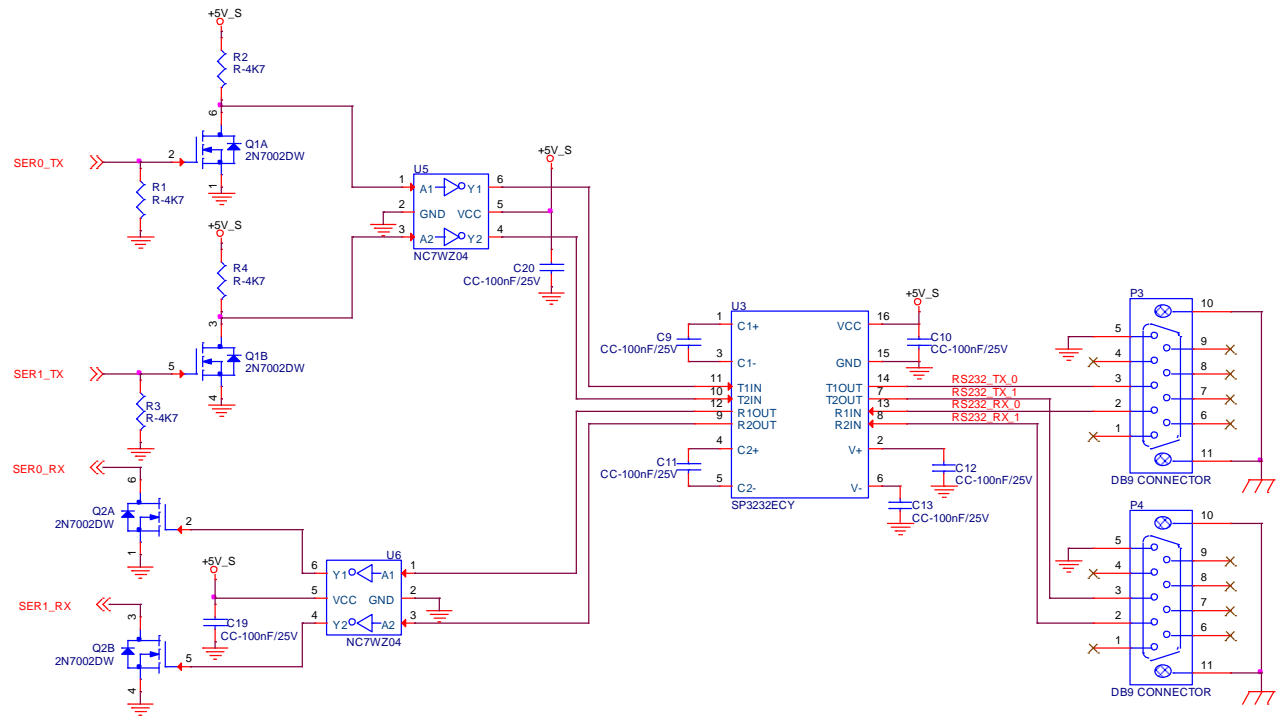 +5V_S
R2
R-4K7
6
Q1A
2N7002DW
2
SER0_TX
1
R1
R-4K7
+5V_S
R4
R-4K7
3
Q1B
2N7002DW
5
SER1_TX
4
R3
R-4K7
U5
1 A1 Y1 6
2 GND VCC 5
3 A2 Y2 4
NC7WZ04
+5V_S
C20
CC-100nF/25V
SER0_RX
6
Q2A
2N7002DW
2
1
SER1_RX
3
Q2B
2N7002DW
5
4
+5V_S
C19
CC-100nF/25V
U6
6 Y1 A1 1
5 VCC GND 2
4 Y2 A2 3
NC7WZ04
U3
1 C1+ VCC 16
3 C1- GND 15
11 T1IN T1OUT 14
10 T2IN T2OUT 7
12 R1OUT R1IN 13
9 R2OUT R2IN 8
4 C2+ V+ 2
5 C2- V- 6
SP3232ECY
C9
CC-100nF/25V
C11
CC-100nF/25V
+5V_S
C10
CC-100nF/25V
RS232_TX_0
RS232_TX_1
RS232_RX_0
RS232_RX_1
C12
CC-100nF/25V
C13
CC-100nF/25V
P3
10
5
9
4
8
3
7
2
6
1
11
DB9 CONNECTOR
P4
10
5
9
4
8
3
7
2
6
1
11
DB9 CONNECTOR